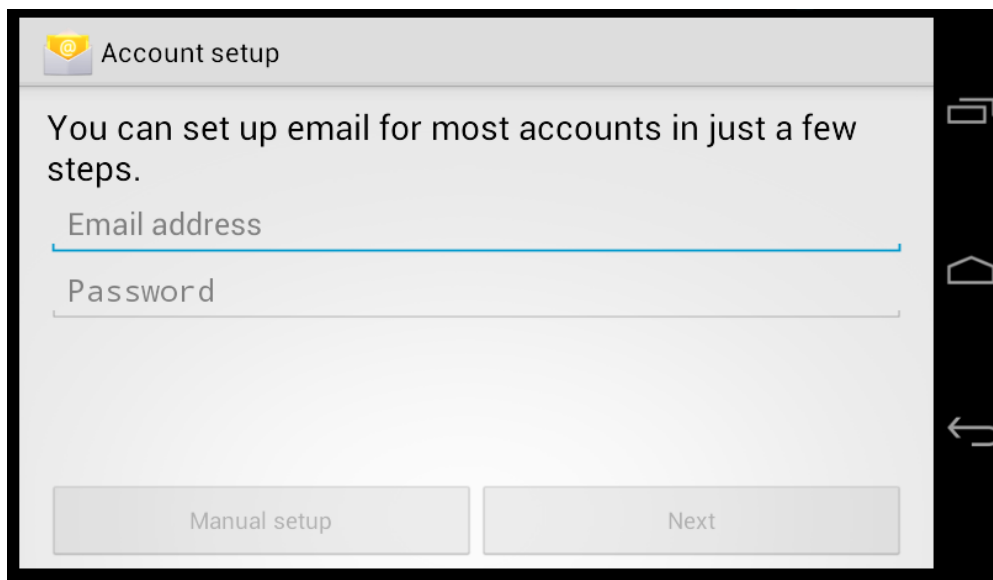 Account setup
You can set up email for most accounts in just a few
steps.
Email address
Password
Manual setup
Next